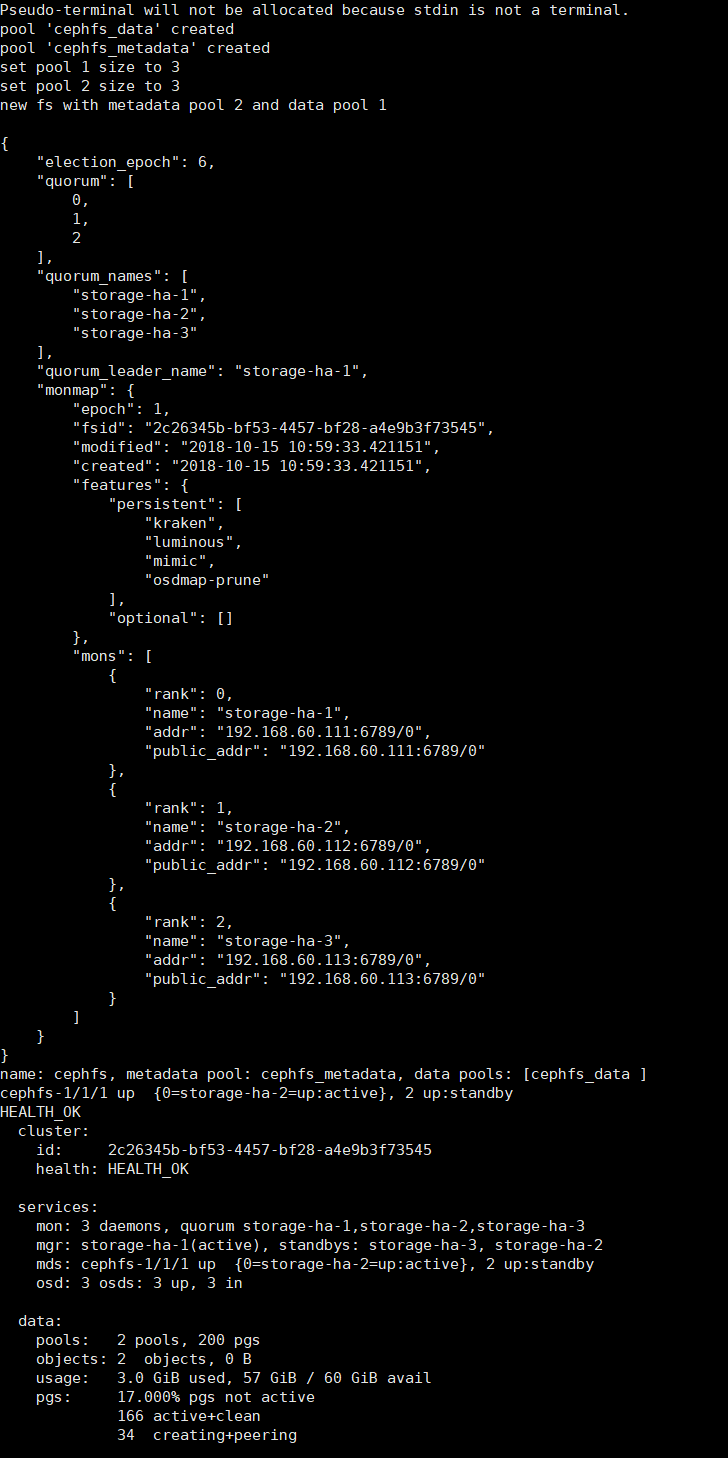 Pseudo-terminal will not be allocated because stdin is not a terminal.
pool 'cephfs_data' created
pool 'cephfs_metadata' created
set pool 1 size to 3
set pool 2 size to 3
new fs with metadata pool 2 and data pool 1

{
    "election_epoch": 6,
    "quorum": [
        0,
        1,
        2
    ],
    "quorum_names": [
        "storage-ha-1",
        "storage-ha-2",
        "storage-ha-3"
    ],
    "quorum_leader_name": "storage-ha-1",
    "monmap": {
        "epoch": 1,
        "fsid": "2c26345b-bf53-4457-bf28-a4e9b3f73545",
        "modified": "2018-10-15 10:59:33.421151",
        "created": "2018-10-15 10:59:33.421151",
        "features": {
            "persistent": [
                "kraken",
                "luminous",
                "mimic",
                "osdmap-prune"
            ],
            "optional": []
        },
        "mons": [
            {
                "rank": 0,
                "name": "storage-ha-1",
                "addr": "192.168.60.111:6789/0",
                "public_addr": "192.168.60.111:6789/0"
            },
            {
                "rank": 1,
                "name": "storage-ha-2",
                "addr": "192.168.60.112:6789/0",
                "public_addr": "192.168.60.112:6789/0"
            },
            {
                "rank": 2,
                "name": "storage-ha-3",
                "addr": "192.168.60.113:6789/0",
                "public_addr": "192.168.60.113:6789/0"
            }
        ]
    }
}
name: cephfs, metadata pool: cephfs_metadata, data pools: [cephfs_data ]
cephfs-1/1/1 up  {0=storage-ha-2=up:active}, 2 up:standby
HEALTH_OK
  cluster:
    id:     2c26345b-bf53-4457-bf28-a4e9b3f73545
    health: HEALTH_OK

  services:
    mon: 3 daemons, quorum storage-ha-1,storage-ha-2,storage-ha-3
    mgr: storage-ha-1(active), standbys: storage-ha-3, storage-ha-2
    mds: cephfs-1/1/1 up  {0=storage-ha-2=up:active}, 2 up:standby
    osd: 3 osds: 3 up, 3 in

  data:
    pools:   2 pools, 200 pgs
    objects: 2  objects, 0 B
    usage:   3.0 GiB used, 57 GiB / 60 GiB avail
    pgs:     17.000% pgs not active
             166 active+clean
             34  creating+peering